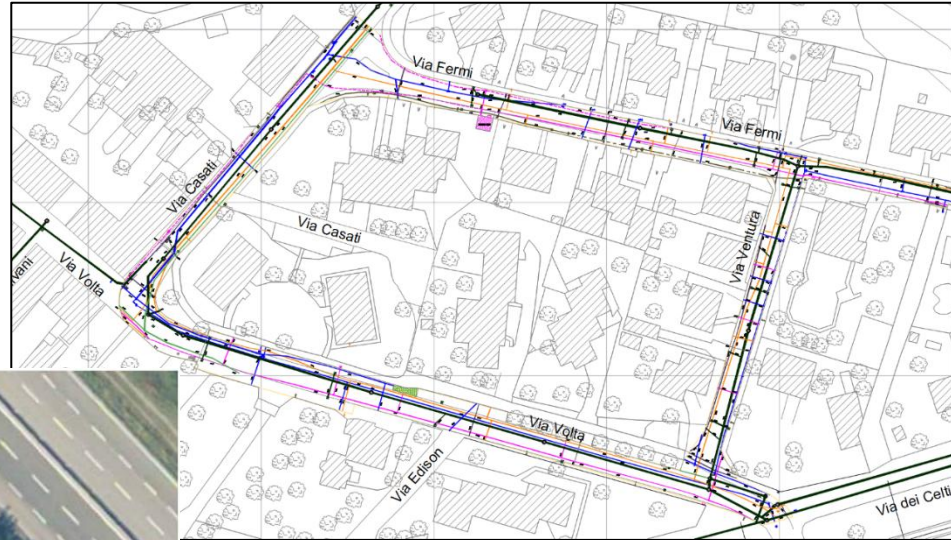 Via Fermi
Via Fermi
Via Casati
Via Casati
Via Ventura
Via Volta
Via Volta
Via Edison
Via dei Celti